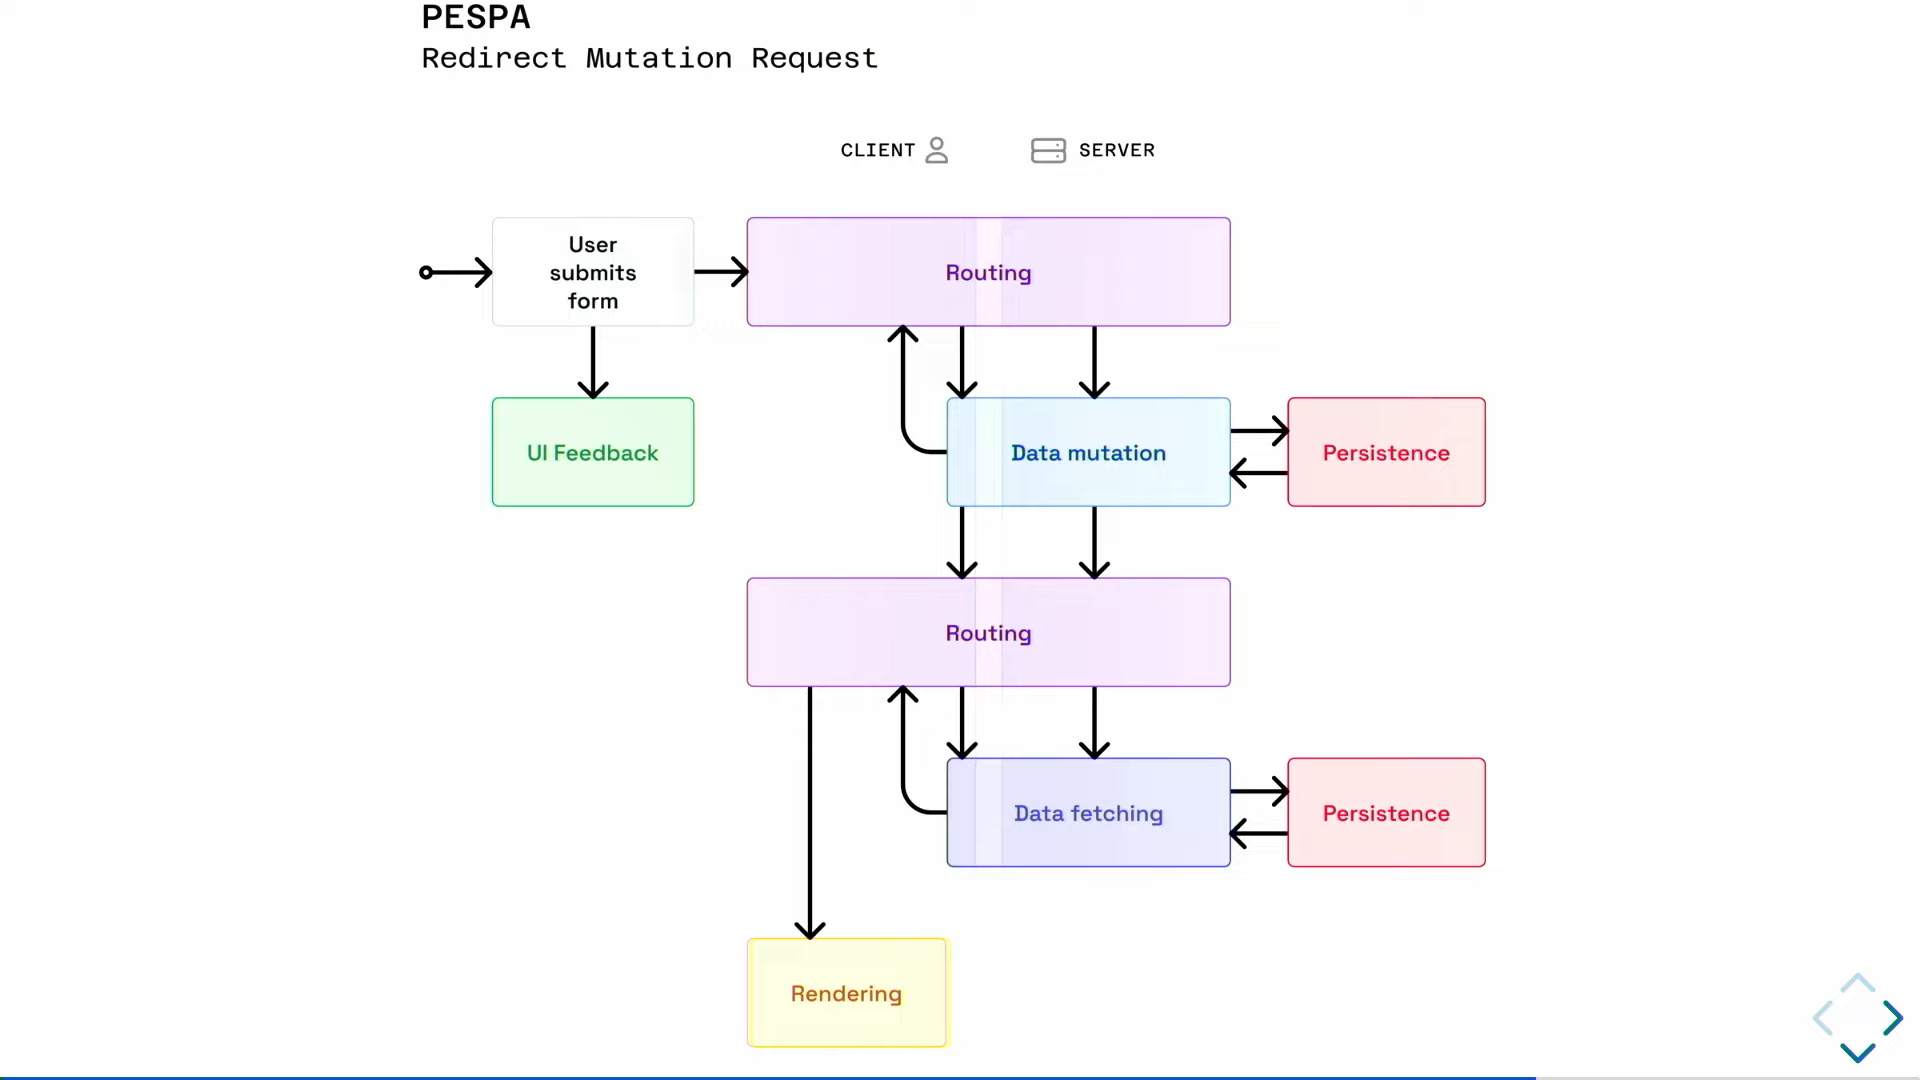 PESPA
Redirect Mutation Request
CLIENT
SERVER
User
submits
form
Routing
UI Feedback
Data mutation
Persistence
Routing
Data fetching
Persistence
Rendering